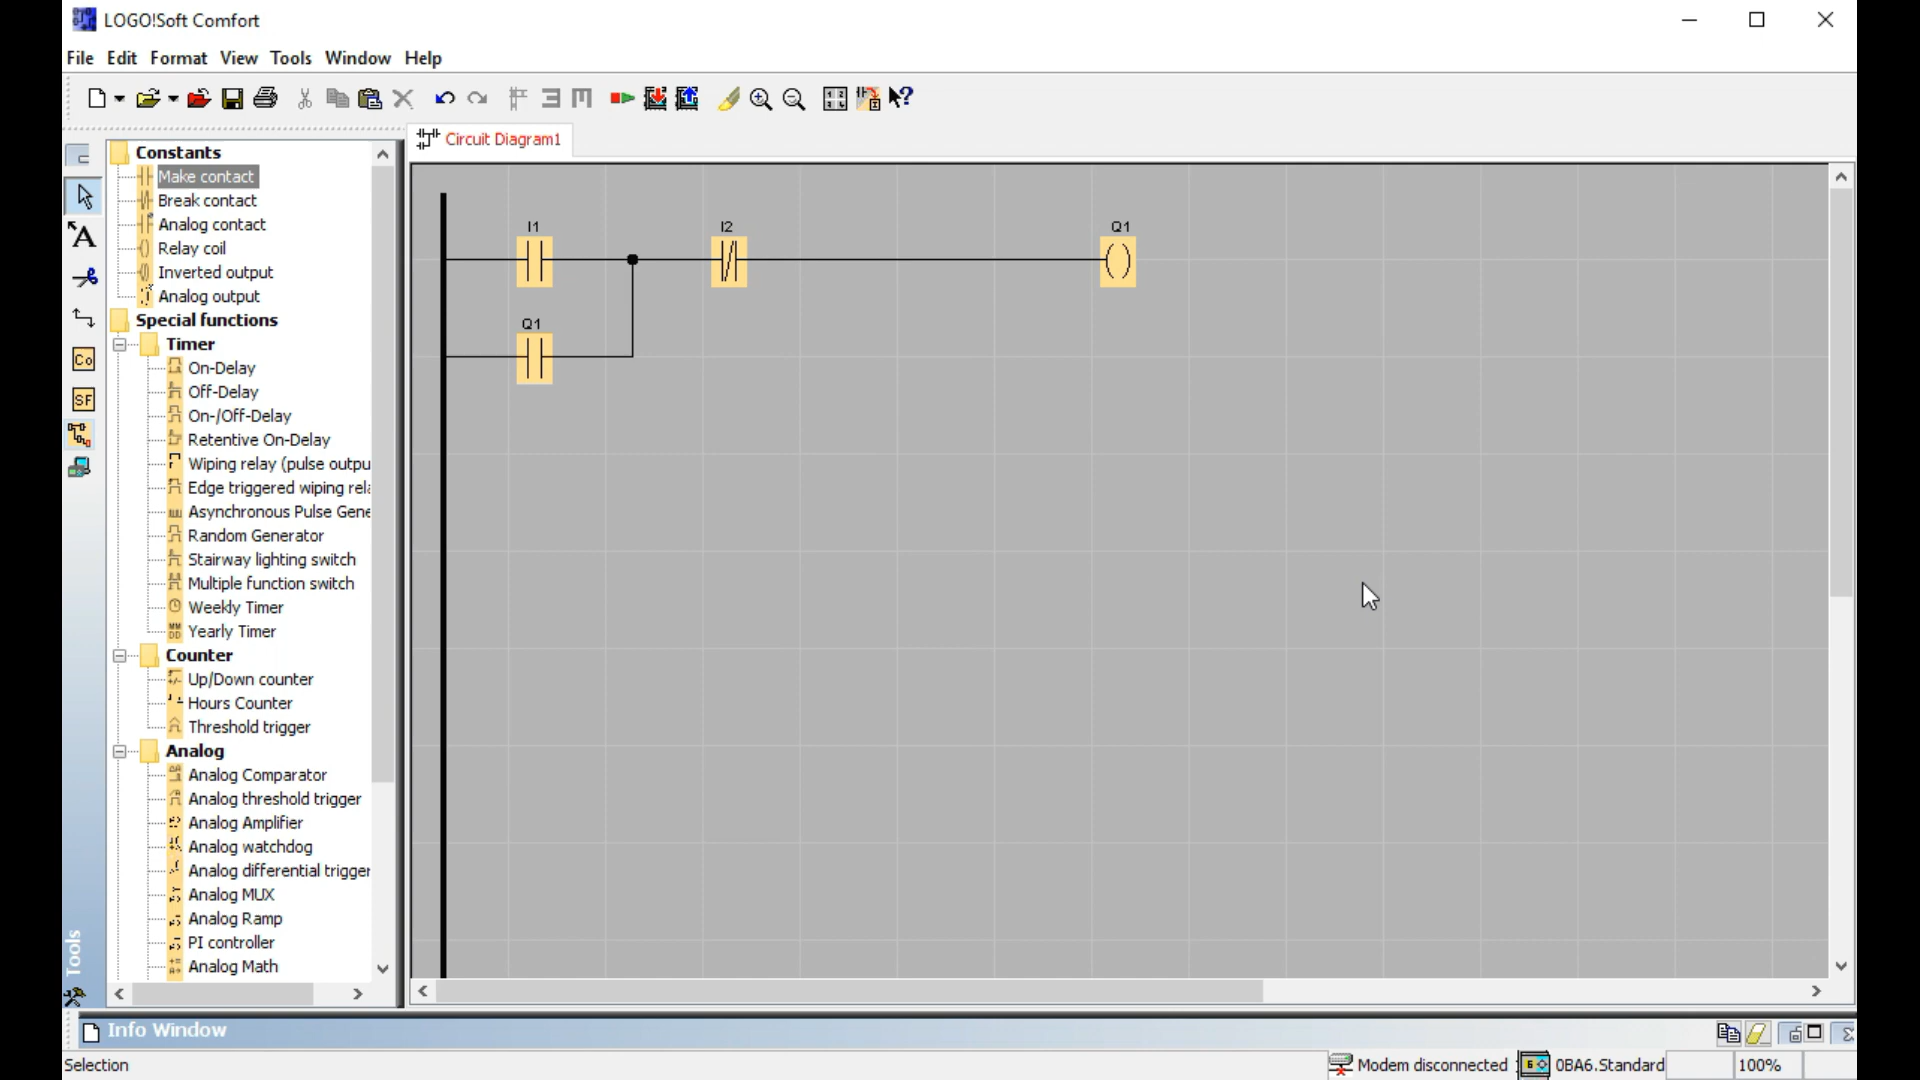 LOGO!Soft Comfort
File Edit Format View Tools Window Help
Circuit Diagram1
Constants
Make contact
Break contact
Analog contact
Relay coil
Inverted output
Analog output
Special functions
Timer
On-Delay
Off-Delay
On-/Off-Delay
Retentive On-Delay
Wiping relay (pulse outpu
Edge triggered wiping rel
Asynchronous Pulse Gene
Random Generator
Stairway lighting switch
Multiple function switch
Weekly Timer
Yearly Timer
Counter
Up/Down counter
Hours Counter
Threshold trigger
Analog
Analog Comparator
Analog threshold trigger
Analog Amplifier
Analog watchdog
Analog differential trigger
Analog MUX
Analog Ramp
PI controller
Analog Math
A
Co
SF
Tools
I1 I2 Q1
Q1
Info Window
Selection
Modem disconnected 0BA6.Standard 100%